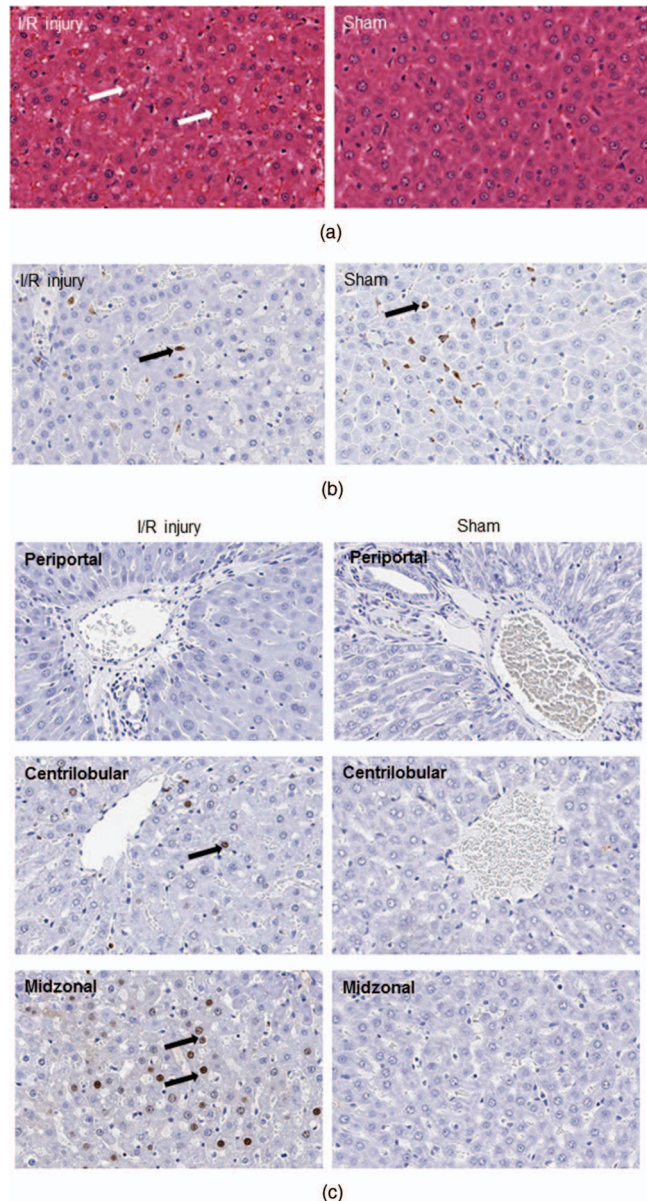 I/R injury Sham
(a)
I/R injury Sham
(b)
I/R injury Sham
Periportal Periportal
Centrilobular Centrilobular
Midzonal Midzonal
(c)